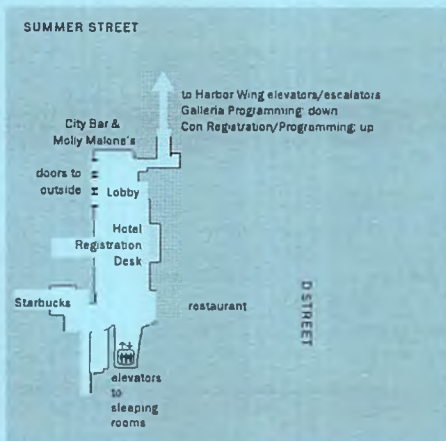 SUMMER STREET
to Harbor Wing elevators/escalators
Galleria Programming: down
Con Registration/Programming: up
City Bar &
Molly Malone's
doors to
outside
Lobby
Hotel
Registration
Desk
Starbucks
restaurant
D STREET
elevators
to
sleeping
rooms